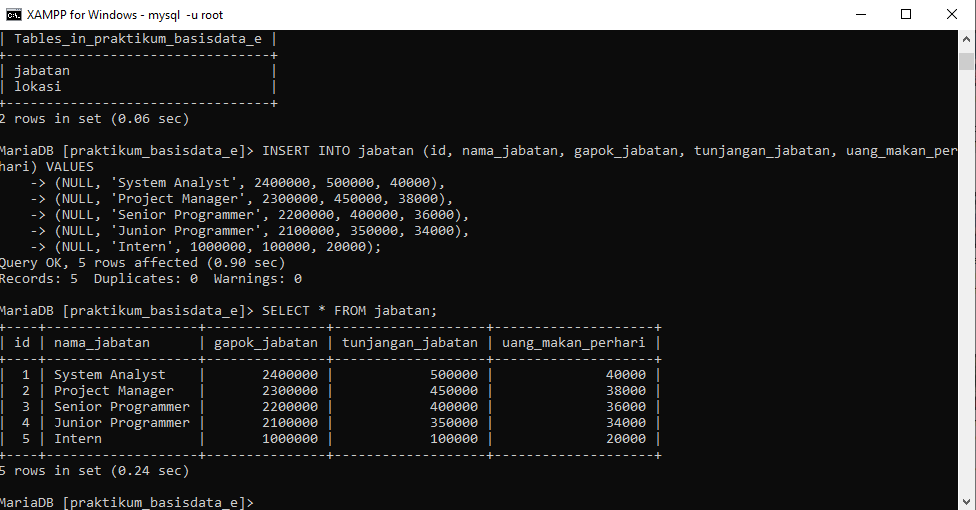 XAMPP for Windows - mysql -u root
| Tables_in_praktikum_basisdata_e |
+---------------------------------+
| jabatan                         |
| lokasi                          |
+---------------------------------+
2 rows in set (0.06 sec)
MariaDB [praktikum_basisdata_e]> INSERT INTO jabatan (id, nama_jabatan, gapok_jabatan, tunjangan_jabatan, uang_makan_per
hari) VALUES
    -> (NULL, 'System Analyst', 2400000, 500000, 40000),
    -> (NULL, 'Project Manager', 2300000, 450000, 38000),
    -> (NULL, 'Senior Programmer', 2200000, 400000, 36000),
    -> (NULL, 'Junior Programmer', 2100000, 350000, 34000),
    -> (NULL, 'Intern', 1000000, 100000, 20000);
Query OK, 5 rows affected (0.90 sec)
Records: 5  Duplicates: 0  Warnings: 0
MariaDB [praktikum_basisdata_e]> SELECT * FROM jabatan;
+----+-------------------+---------------+-------------------+--------------------+
| id | nama_jabatan      | gapok_jabatan | tunjangan_jabatan | uang_makan_perhari |
+----+-------------------+---------------+-------------------+--------------------+
|  1 | System Analyst    |       2400000 |            500000 |              40000 |
|  2 | Project Manager   |       2300000 |            450000 |              38000 |
|  3 | Senior Programmer |       2200000 |            400000 |              36000 |
|  4 | Junior Programmer |       2100000 |            350000 |              34000 |
|  5 | Intern            |       1000000 |            100000 |              20000 |
+----+-------------------+---------------+-------------------+--------------------+
5 rows in set (0.24 sec)
MariaDB [praktikum_basisdata_e]>